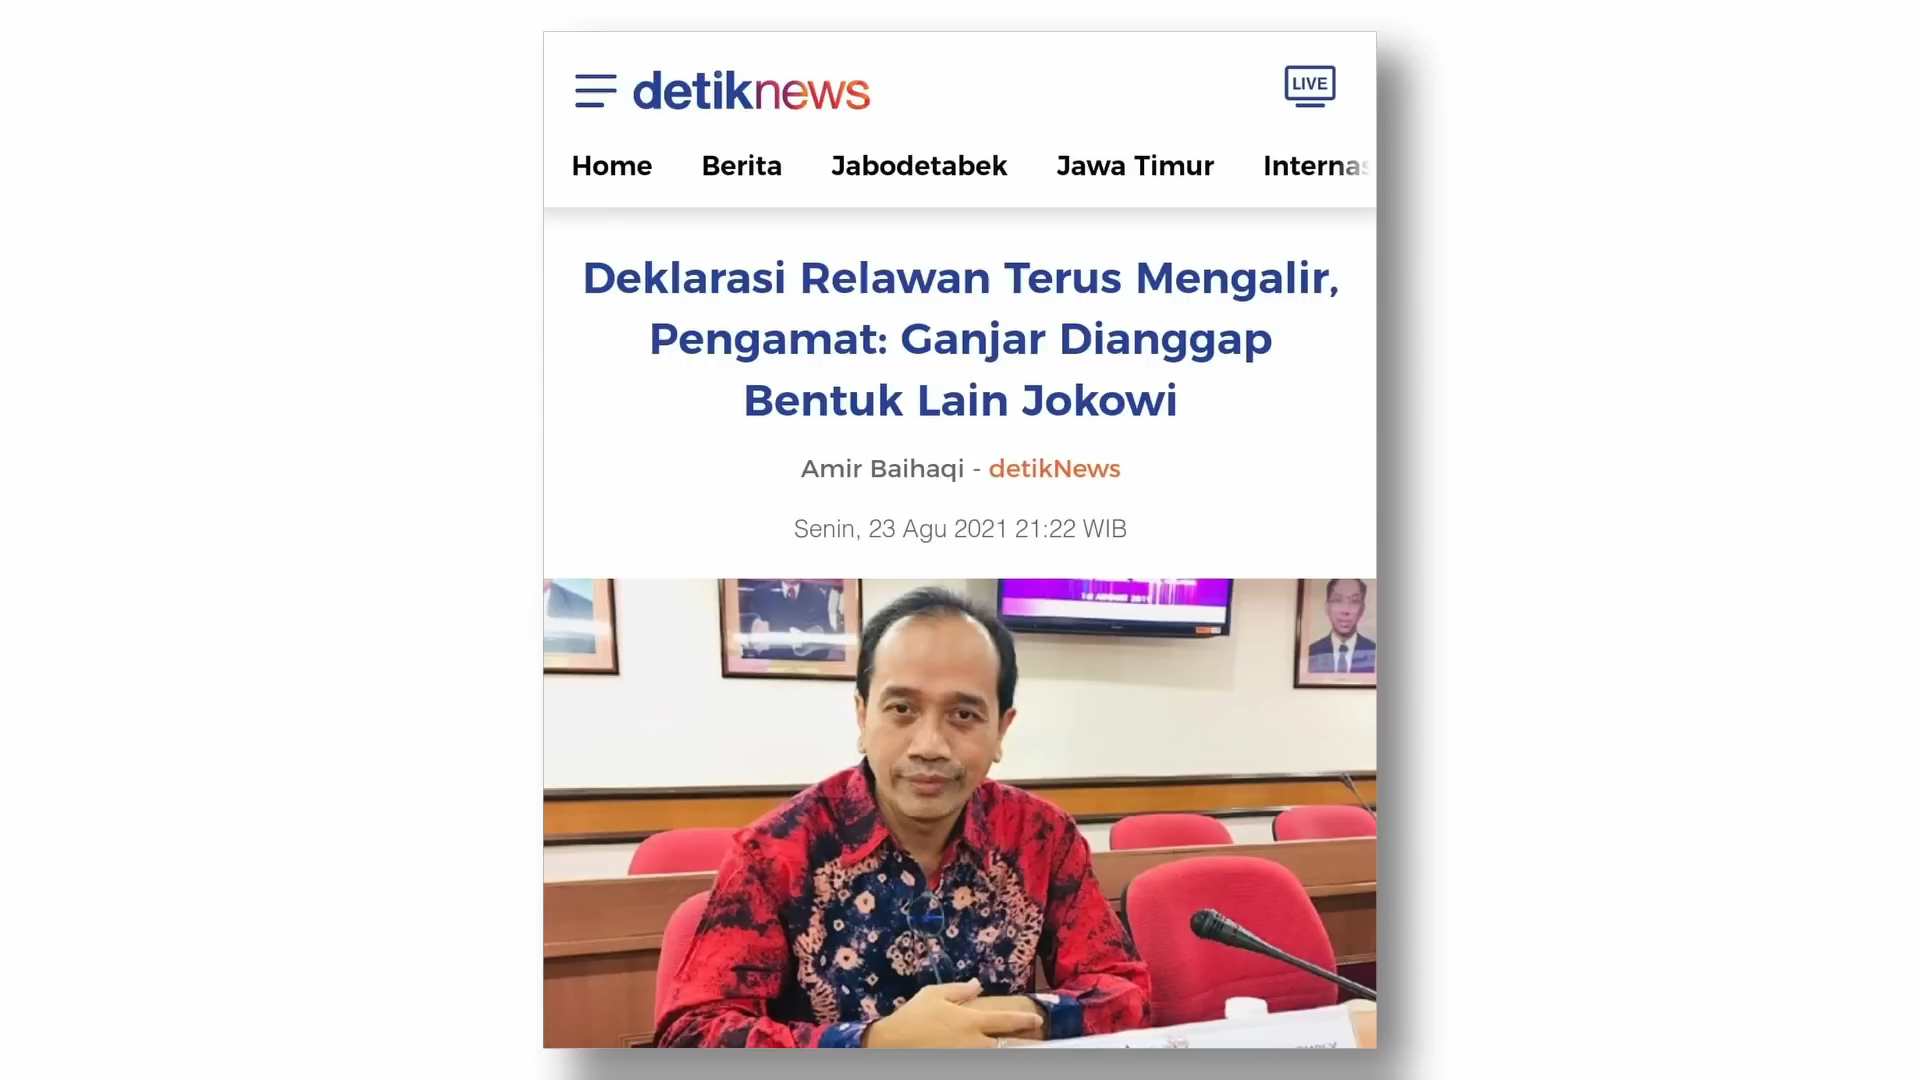 detiknews
LIVE
Home Berita Jabodetabek Jawa Timur Internas
Deklarasi Relawan Terus Mengalir,
Pengamat: Ganjar Dianggap
Bentuk Lain Jokowi
Amir Baihaqi - detikNews
Senin, 23 Agu 2021 21:22 WIB